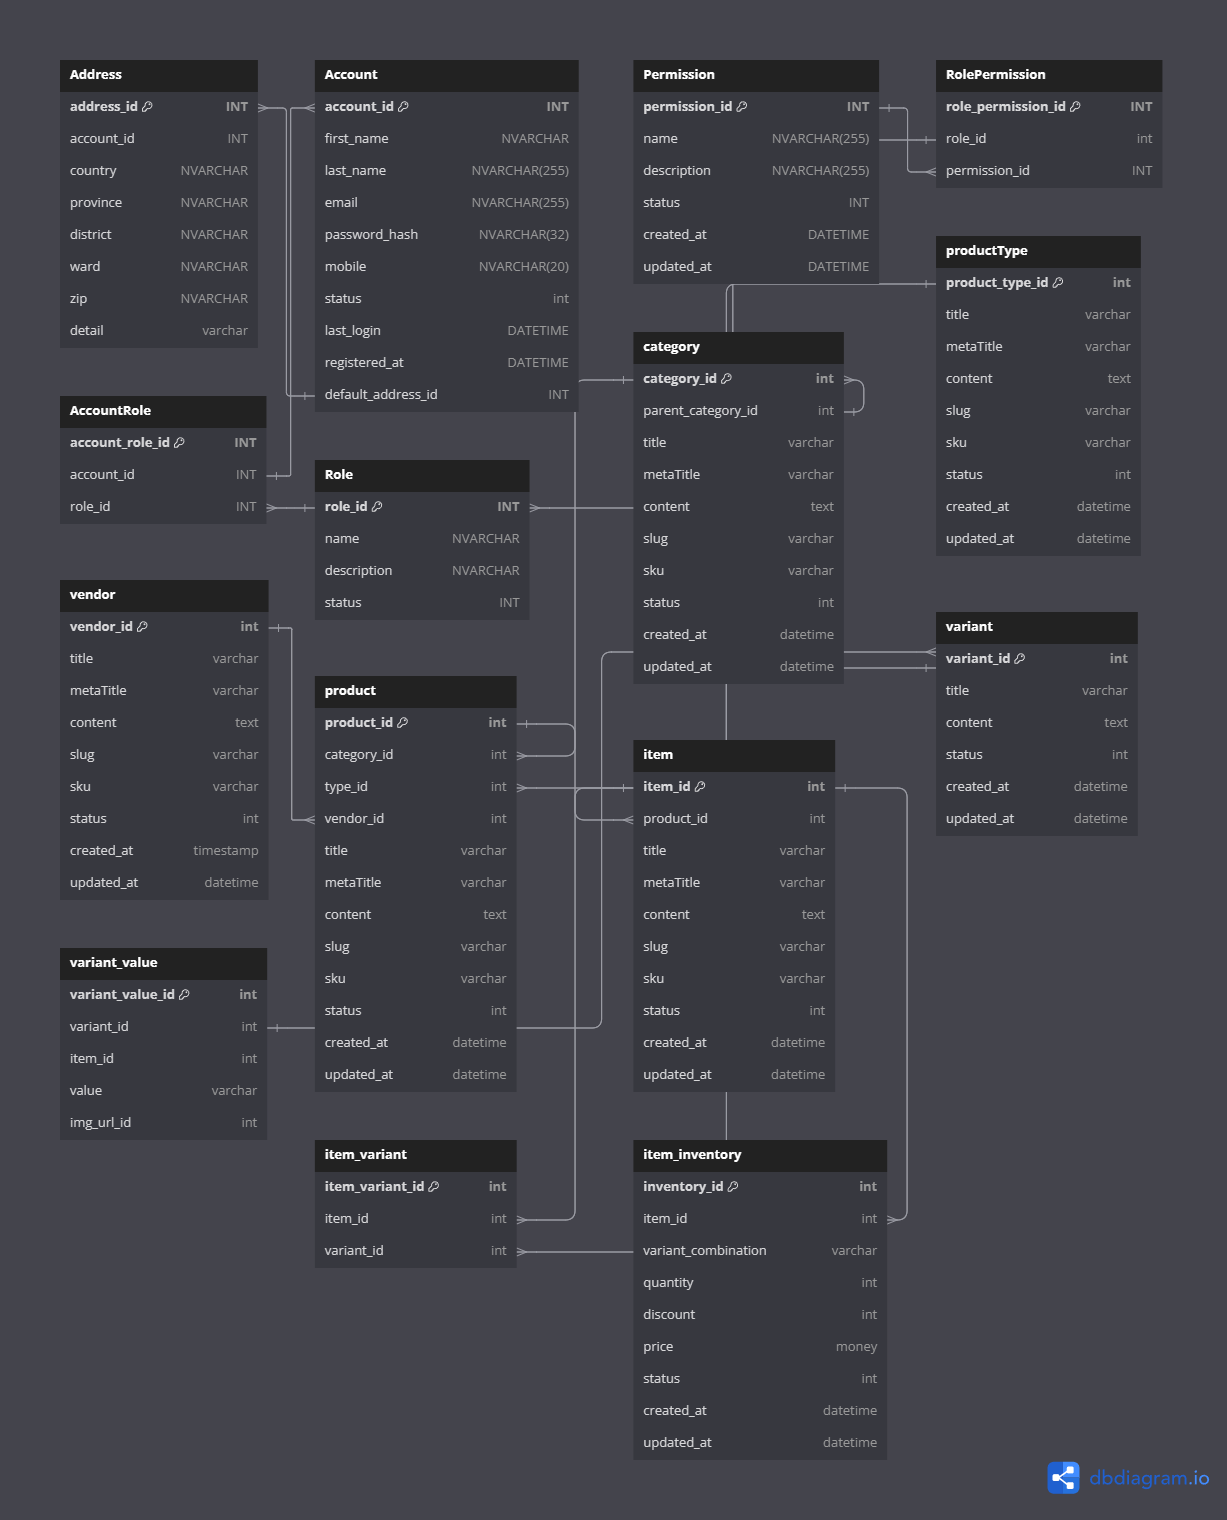 Address
address_id INT
account_id INT
country NVARCHAR
province NVARCHAR
district NVARCHAR
ward NVARCHAR
zip NVARCHAR
detail varchar
Account
account_id INT
first_name NVARCHAR
last_name NVARCHAR(255)
email NVARCHAR(255)
password_hash NVARCHAR(32)
mobile NVARCHAR(20)
status int
last_login DATETIME
registered_at DATETIME
default_address_id INT
Permission
permission_id INT
name NVARCHAR(255)
description NVARCHAR(255)
status INT
created_at DATETIME
updated_at DATETIME
RolePermission
role_permission_id INT
role_id int
permission_id INT
productType
product_type_id int
title varchar
metaTitle varchar
content text
slug varchar
sku varchar
status int
created_at datetime
updated_at datetime
category
category_id int
parent_category_id int
title varchar
metaTitle varchar
content text
slug varchar
sku varchar
status int
created_at datetime
updated_at datetime
AccountRole
account_role_id INT
account_id INT
role_id INT
Role
role_id INT
name NVARCHAR
description NVARCHAR
status INT
vendor
vendor_id int
title varchar
metaTitle varchar
content text
slug varchar
sku varchar
status int
created_at timestamp
updated_at datetime
product
product_id int
category_id int
type_id int
vendor_id int
title varchar
metaTitle varchar
content text
slug varchar
sku varchar
status int
created_at datetime
updated_at datetime
item
item_id int
product_id int
title varchar
metaTitle varchar
content text
slug varchar
sku varchar
status int
created_at datetime
updated_at datetime
variant
variant_id int
title varchar
content text
status int
created_at datetime
updated_at datetime
variant_value
variant_value_id int
variant_id int
item_id int
value varchar
img_url_id int
item_variant
item_variant_id int
item_id int
variant_id int
item_inventory
inventory_id int
item_id int
variant_combination varchar
quantity int
discount int
price money
status int
created_at datetime
updated_at datetime
dbdiagram.io